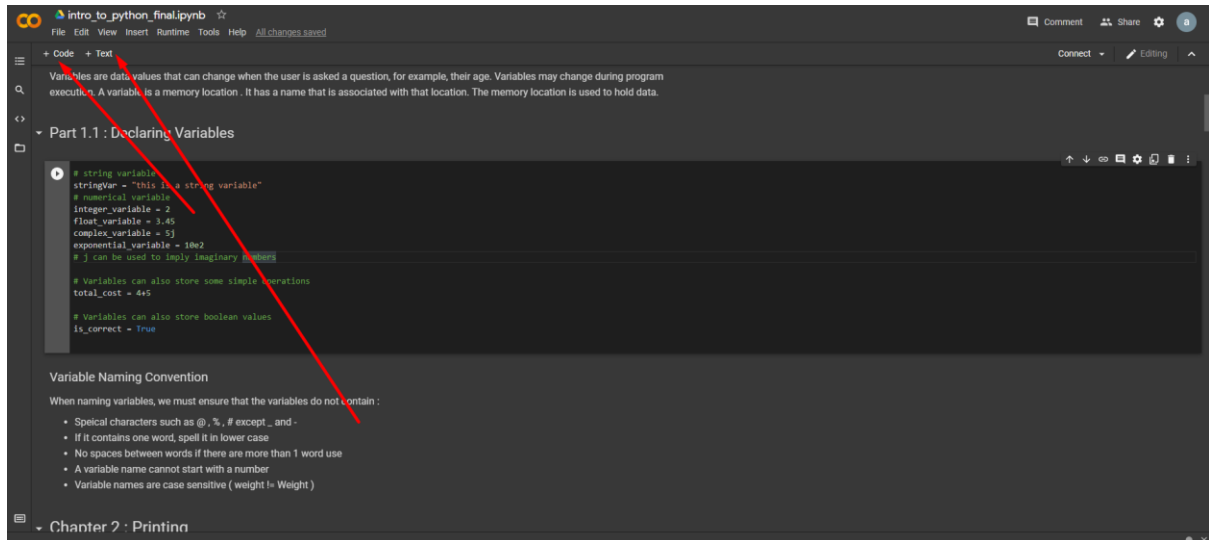 intro_to_python_final.ipynb
File Edit View Insert Runtime Tools Help All changes saved
Comment Share a
+ Code + Text
Connect Editing
Variables are data values that can change when the user is asked a question, for example, their age. Variables may change during program
execution. A variable is a memory location . It has a name that is associated with that location. The memory location is used to hold data.
Part 1.1 : Declaring Variables
# string variable
stringVar = "this is a string variable"
# numerical variable
integer_variable = 2
float_variable = 3.45
complex_variable = 5j
exponential_variable = 10e2
# j can be used to imply imaginary numbers
# Variables can also store some simple operations
total_cost = 4+5
# Variables can also store boolean values
is_correct = True
Variable Naming Convention
When naming variables, we must ensure that the variables do not contain :
• Speical characters such as @ , % , # except _ and -
• If it contains one word, spell it in lower case
• No spaces between words if there are more than 1 word use
• A variable name cannot start with a number
• Variable names are case sensitive ( weight != Weight )
Chapter 2 : Printing